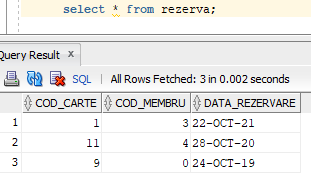 select * from rezerva;
Query Result
SQL | All Rows Fetched: 3 in 0.002 seconds
COD_CARTE COD_MEMBRU DATA_REZERVARE
1 1 3 22-OCT-21
2 11 4 28-OCT-20
3 9 0 24-OCT-19